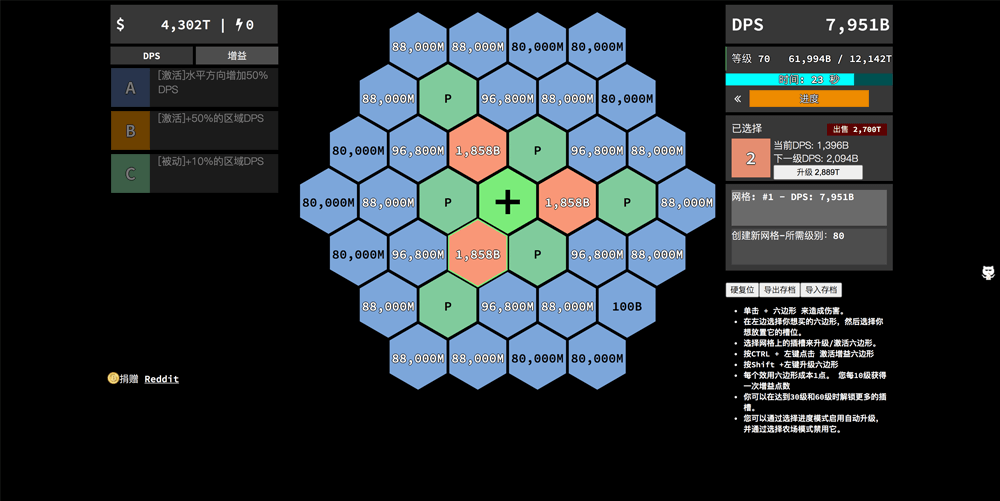 $ 4,302T | 0
DPS 增益
A [激活]水平方向增加50%
DPS
B [激活]+50%的区域DPS
C [被动]+10%的区域DPS
捐赠 Reddit
88,000M 88,000M 80,000M 80,000M
88,000M P 96,800M 88,000M 80,000M
80,000M 96,800M 1,858B P 96,800M 88,000M
80,000M 88,000M P + 1,858B P 88,000M
80,000M 96,800M 1,858B P 96,800M 88,000M
88,000M P 96,800M 88,000M 100B
88,000M 88,000M 80,000M 80,000M
DPS 7,951B
等级 70 61,994B / 12,142T
时间: 23 秒
« 进度
已选择 出售 2,700T
2 当前DPS: 1,396B
下一级DPS: 2,094B
升级 2,889T
网格: #1 - DPS: 7,951B
创建新网格-所需级别: 80
硬复位 导出存档 导入存档
• 单击 + 六边形 来造成伤害。
• 在左边选择你想买的六边形，然后选择你
想放置它的槽位。
• 选择网格上的插槽来升级/激活六边形。
• 按CTRL + 左键点击 激活增益六边形
• 按Shift +左键升级六边形
• 每个效用六边形成本1点。 您每10级获得
一次增益点数
• 你可以在达到30级和60级时解锁更多的插
槽。
• 您可以通过选择进度模式启用自动升级，
并通过选择农场模式禁用它。